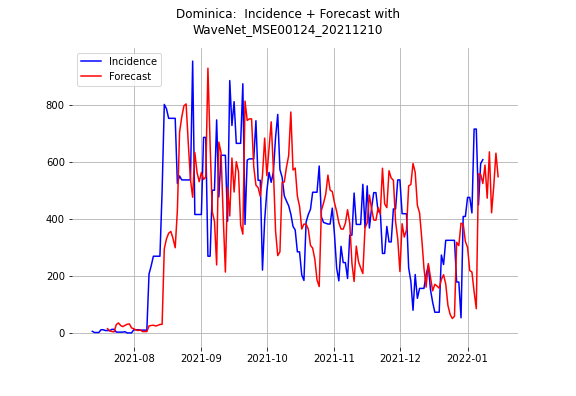 Dominica:  Incidence + Forecast with
WaveNet_MSE00124_20211210
Incidence
Forecast
800
600
400
200
0
2021-08
2021-09
2021-10
2021-11
2021-12
2022-01